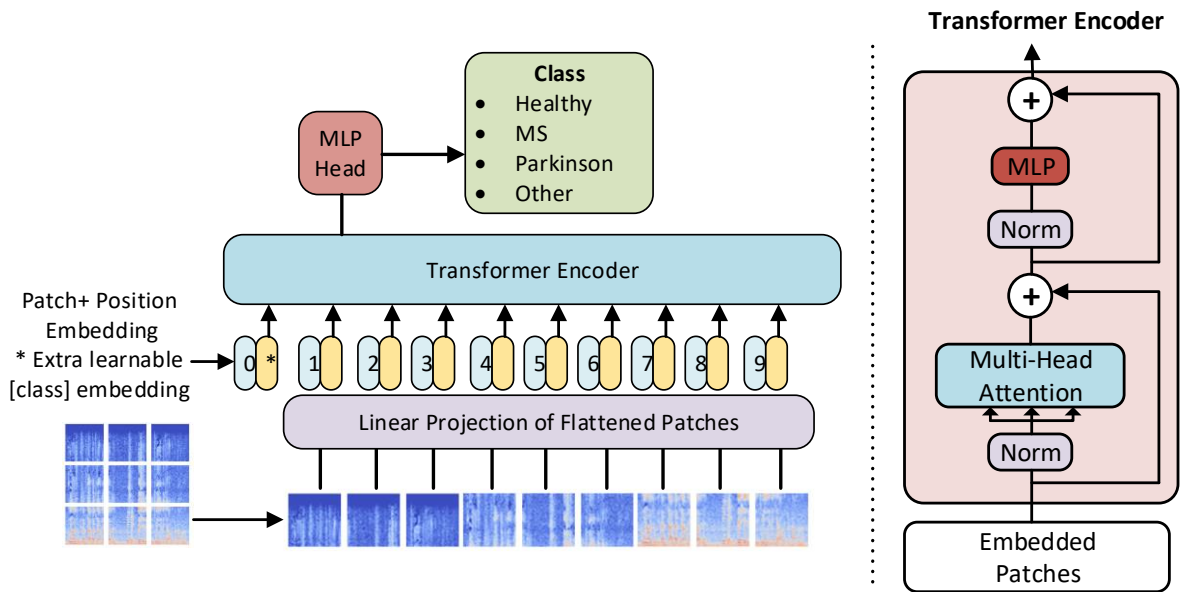 Class
• Healthy
• MS
• Parkinson
• Other
MLP
Head
Transformer Encoder
Patch+ Position
Embedding
* Extra learnable
[class] embedding
0 * 1 2 3 4 5 6 7 8 9
Linear Projection of Flattened Patches
Transformer Encoder
+
MLP
Norm
+
Multi-Head
Attention
Norm
Embedded
Patches